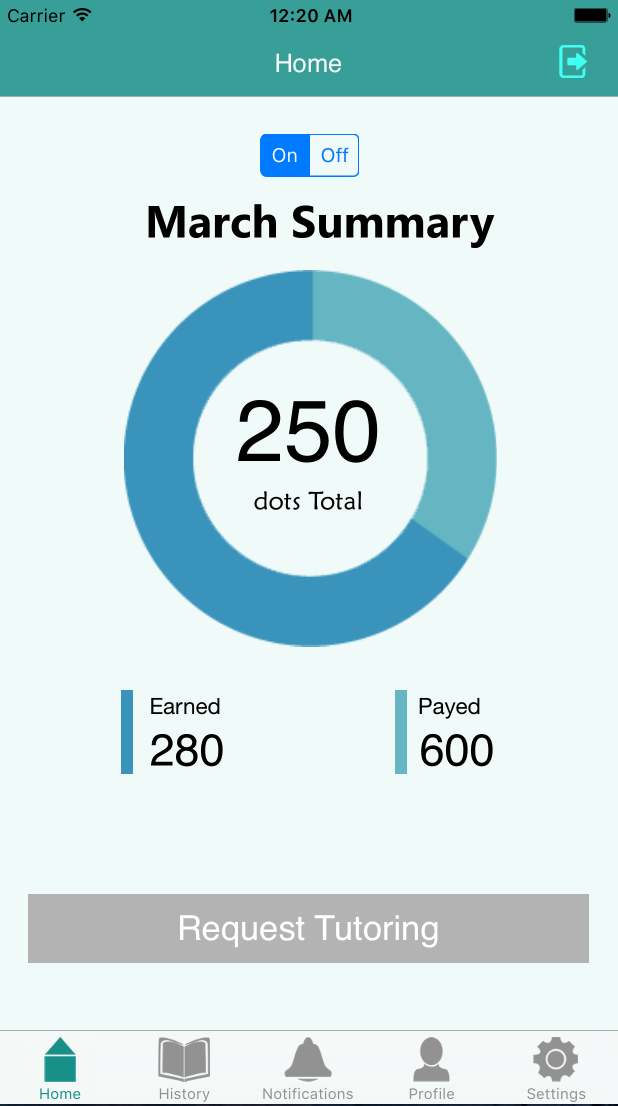 Carrier 12:20 AM
Home
On Off
March Summary
250
dots Total
Earned Payed
280 600
Request Tutoring
Home History Notifications Profile Settings